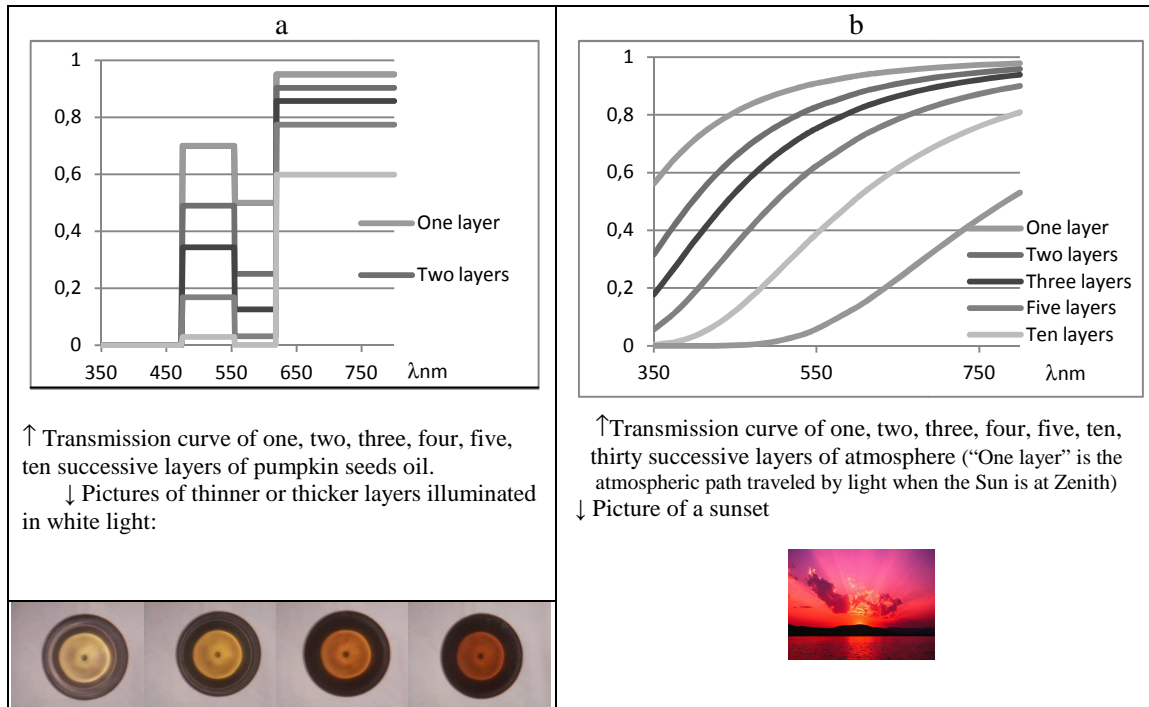 a
1
0,8
0,6
0,4
0,2
0
350 450 550 650 750 λnm
One layer
Two layers
↑ Transmission curve of one, two, three, four, five,
ten successive layers of pumpkin seeds oil.
↓ Pictures of thinner or thicker layers illuminated
in white light:
b
1
0,8
0,6
0,4
0,2
0
350 550 750 λnm
One layer
Two layers
Three layers
Five layers
Ten layers
↑Transmission curve of one, two, three, four, five, ten,
thirty successive layers of atmosphere (“One layer” is the
atmospheric path traveled by light when the Sun is at Zenith)
↓ Picture of a sunset